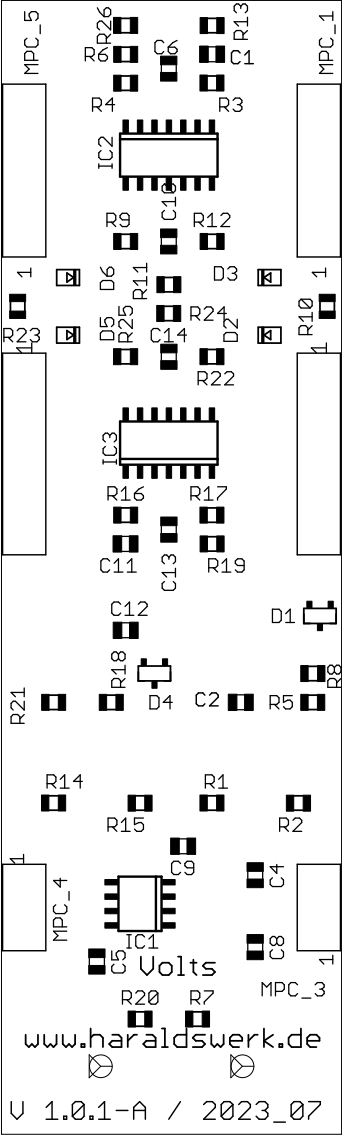 MPC_5
R26
R13
MPC_1
R6
C6
C1
R4
R3
IC2
C10
R9
R12
1
D6
R11
D3
1
R23
D5
R25
R24
C14
D2
R10
1
1
R22
IC3
R16
R17
C11
C13
R19
C12
D1
R18
R8
R21
D4
C2
R5
R14
R1
R15
R2
1
C9
C4
MPC_4
IC1
C8
C5
Volts
1
MPC_3
R20
R7
www.haraldswerk.de
V 1.0.1-A / 2023_07